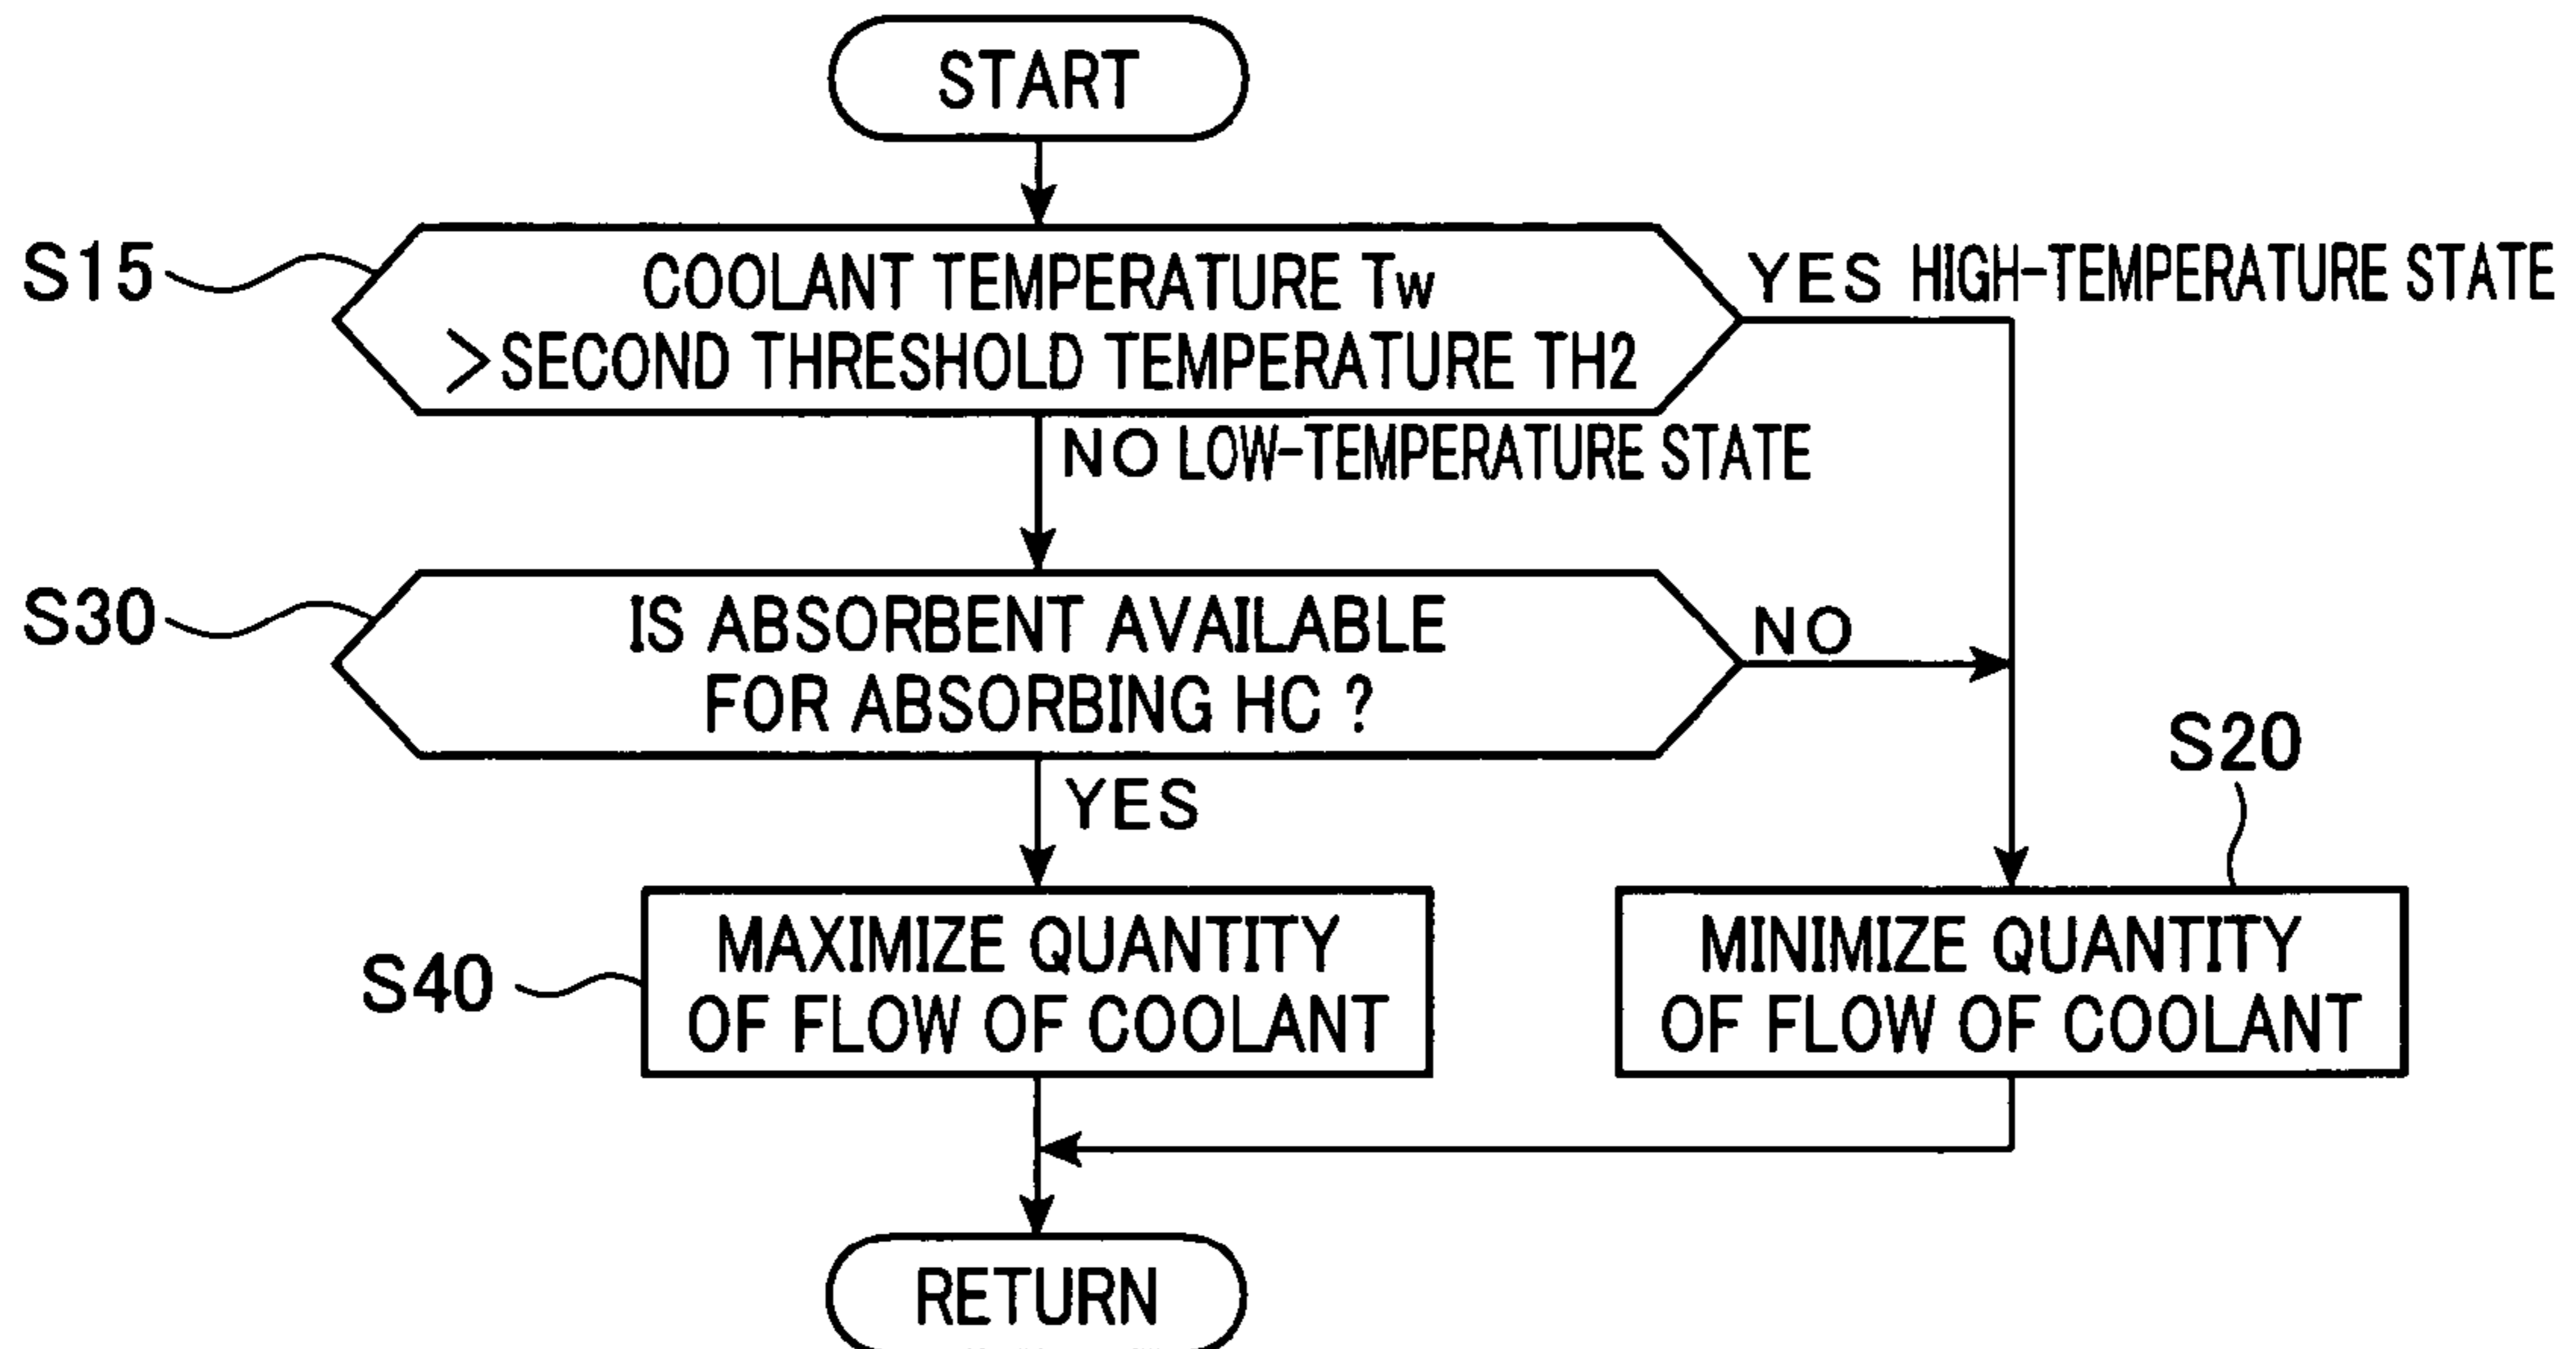 START
S15
COOLANT TEMPERATURE Tw
>SECOND THRESHOLD TEMPERATURE TH2
YES HIGH-TEMPERATURE STATE
NO LOW-TEMPERATURE STATE
S30
IS ABSORBENT AVAILABLE
FOR ABSORBING HC ?
NO
YES
S20
S40
MAXIMIZE QUANTITY
OF FLOW OF COOLANT
MINIMIZE QUANTITY
OF FLOW OF COOLANT
RETURN